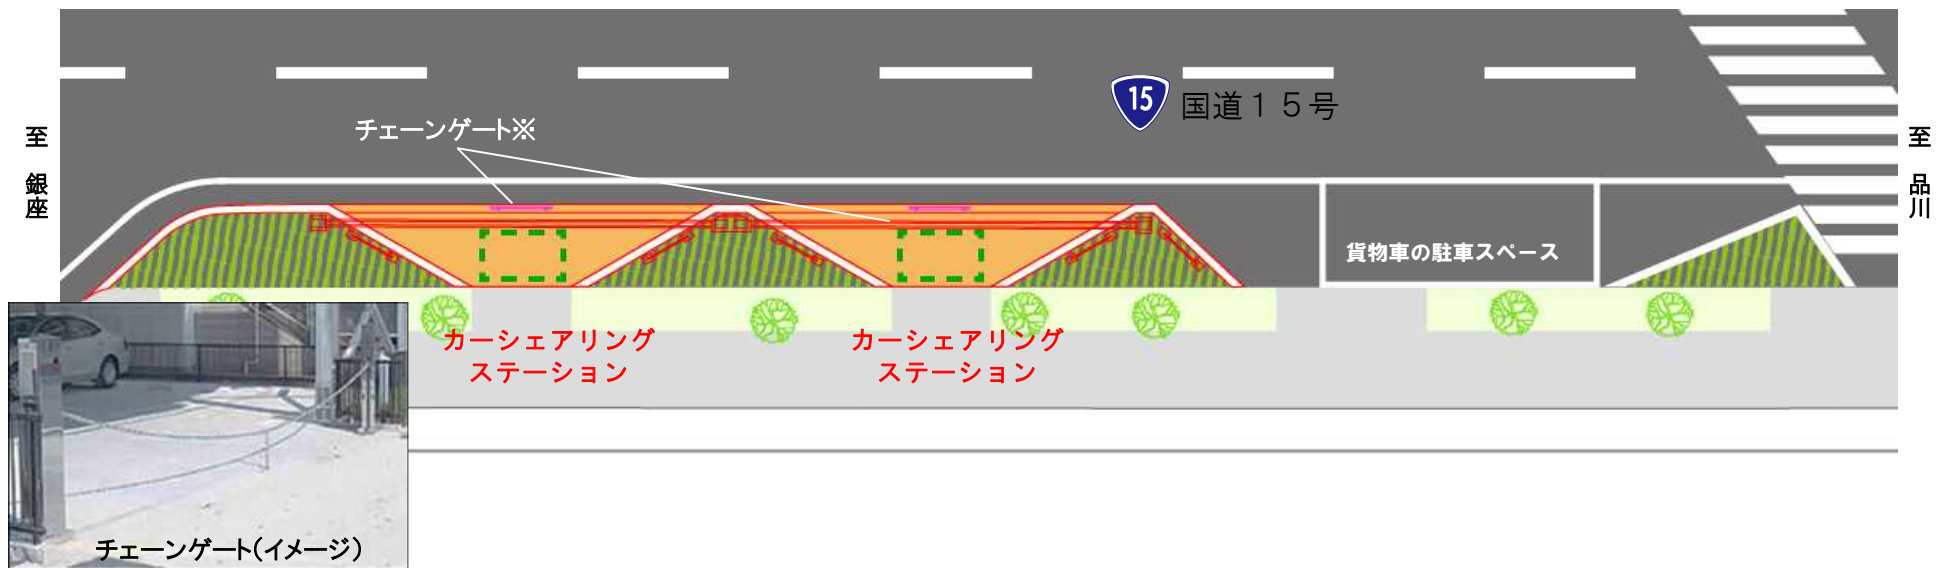 15
国道１５号
チェーンゲート※
至 銀座
至 品川
貨物車の駐車スペース
カーシェアリング
ステーション
カーシェアリング
ステーション
チェーンゲート(イメージ)